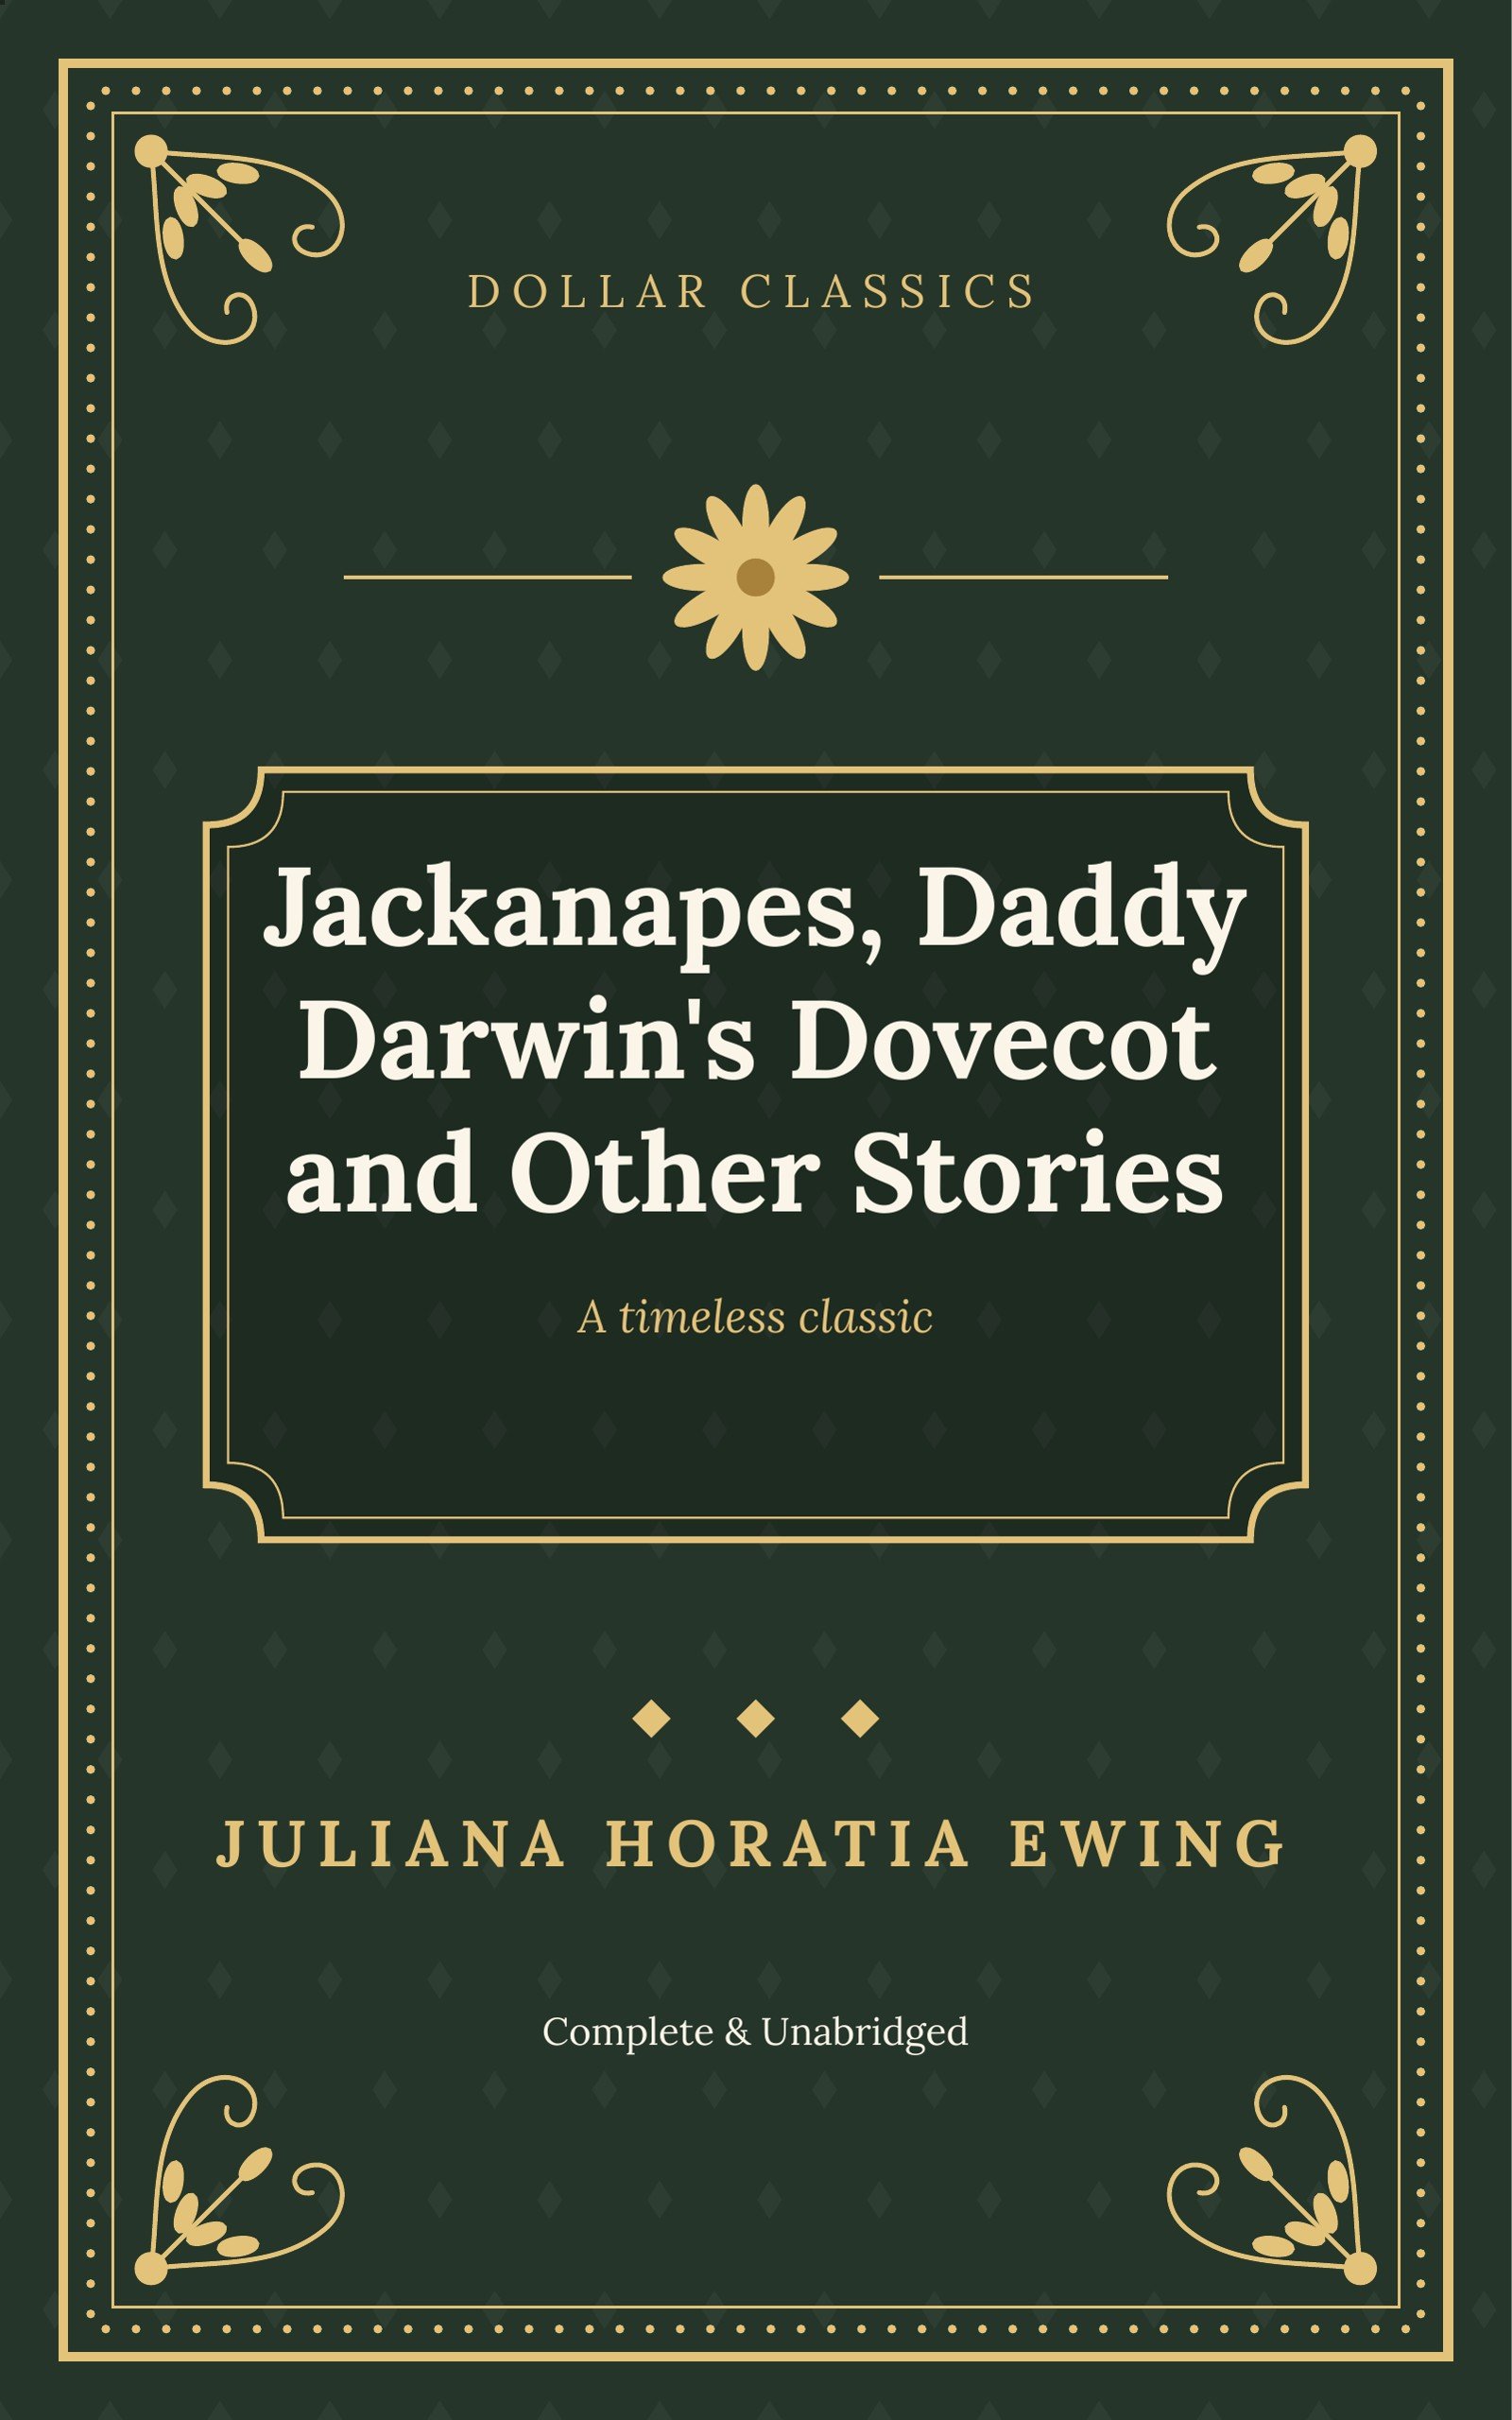 DOLLAR CLASSICS
Jackanapes, Daddy
Darwin's Dovecot
and Other Stories
A timeless classic
JULIANA HORATIA EWING
Complete & Unabridged